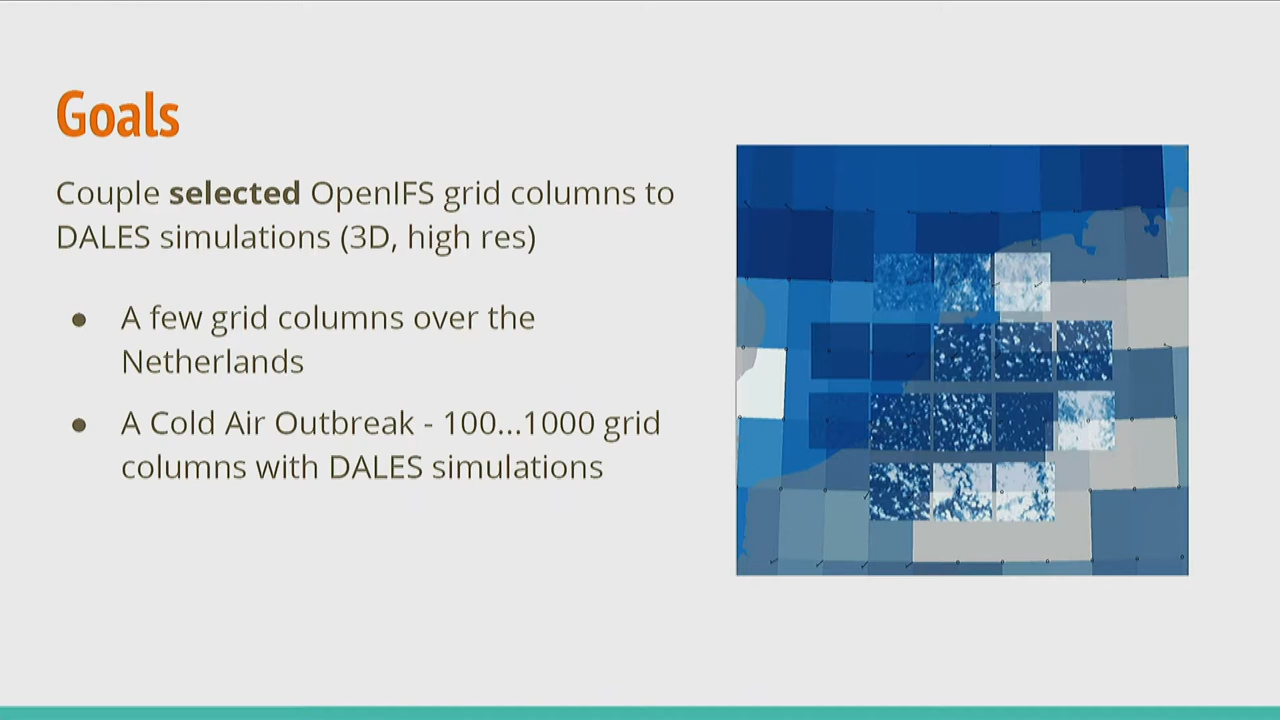 Goals
Couple selected OpenIFS grid columns to
DALES simulations (3D, high res)
● A few grid columns over the
Netherlands
● A Cold Air Outbreak - 100...1000 grid
columns with DALES simulations